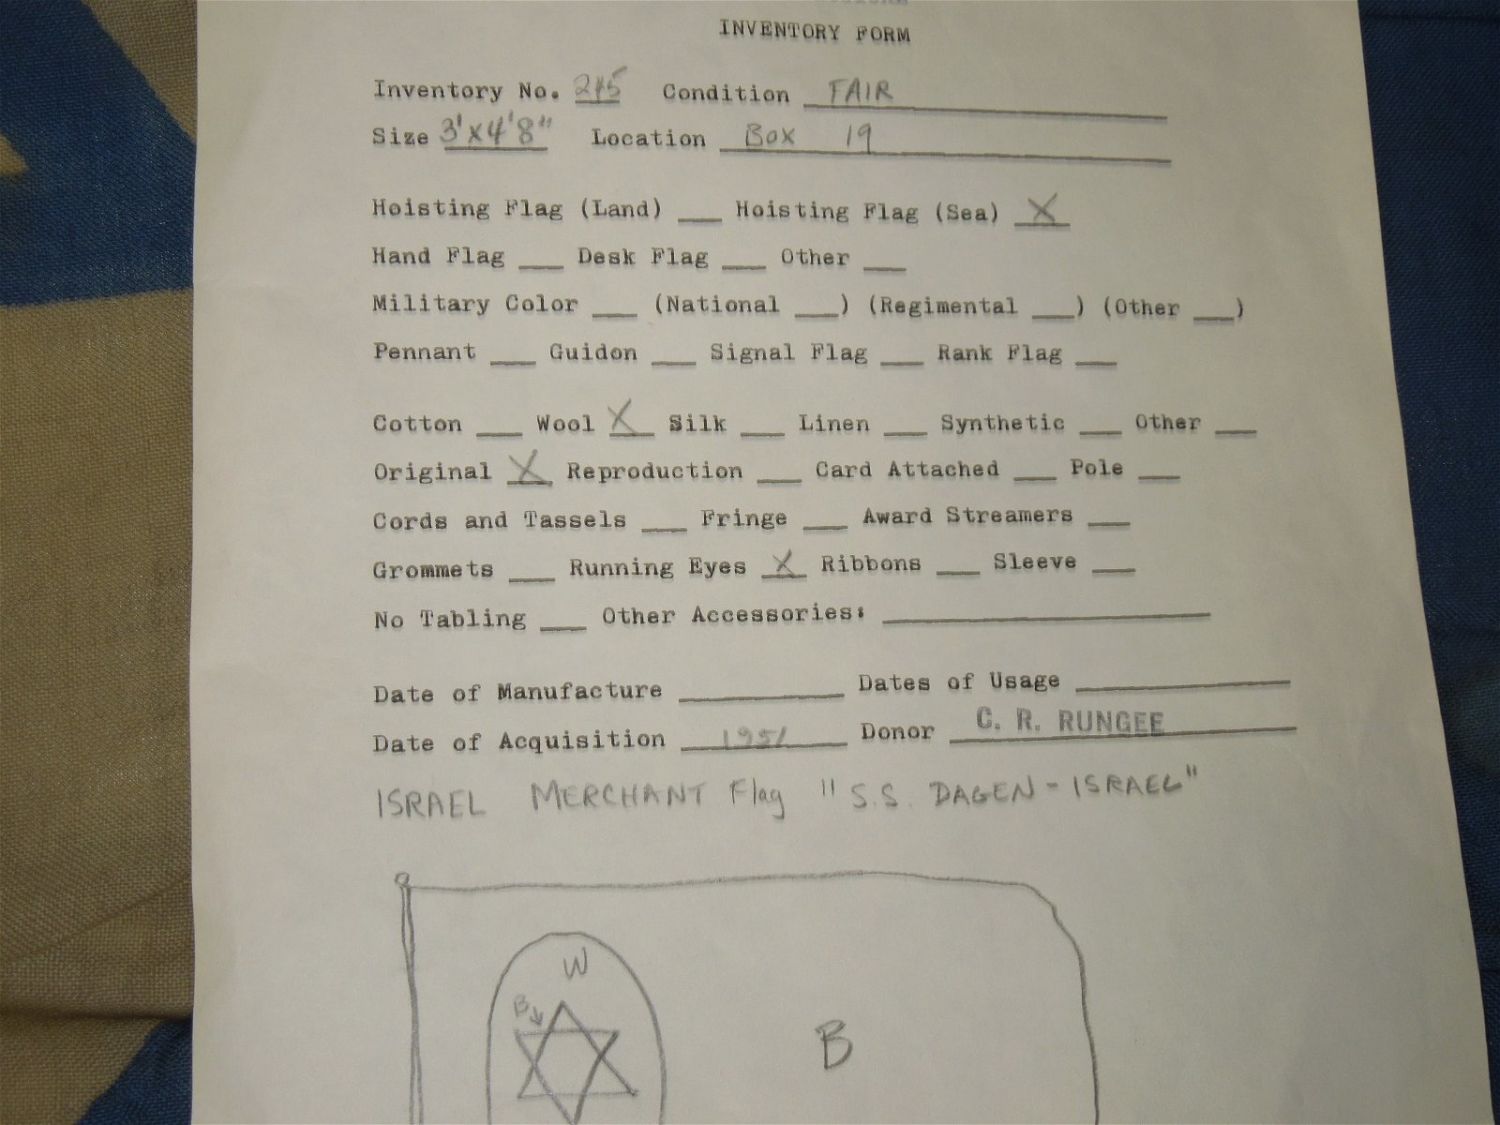 INVENTORY FORM
Inventory No. 245 Condition FAIR
Size 3'x4'8" Location Box 19
Hoisting Flag (Land) ___ Hoisting Flag (Sea) X
Hand Flag ___ Desk Flag ___ Other ___
Military Color ___ (National ___) (Regimental ___) (Other ___)
Pennant ___ Guidon ___ Signal Flag ___ Rank Flag ___
Cotton ___ Wool X Silk ___ Linen ___ Synthetic ___ Other ___
Original X Reproduction ___ Card Attached ___ Pole ___
Cords and Tassels ___ Fringe ___ Award Streamers ___
Grommets ___ Running Eyes X Ribbons ___ Sleeve ___
No Tabling ___ Other Accessories: ___
Date of Manufacture ___ Dates of Usage ___
Date of Acquisition 1951 Donor C. R. RUNGEE
ISRAEL MERCHANT Flag "S.S. DAGEN-ISRAEL"
W
B
B